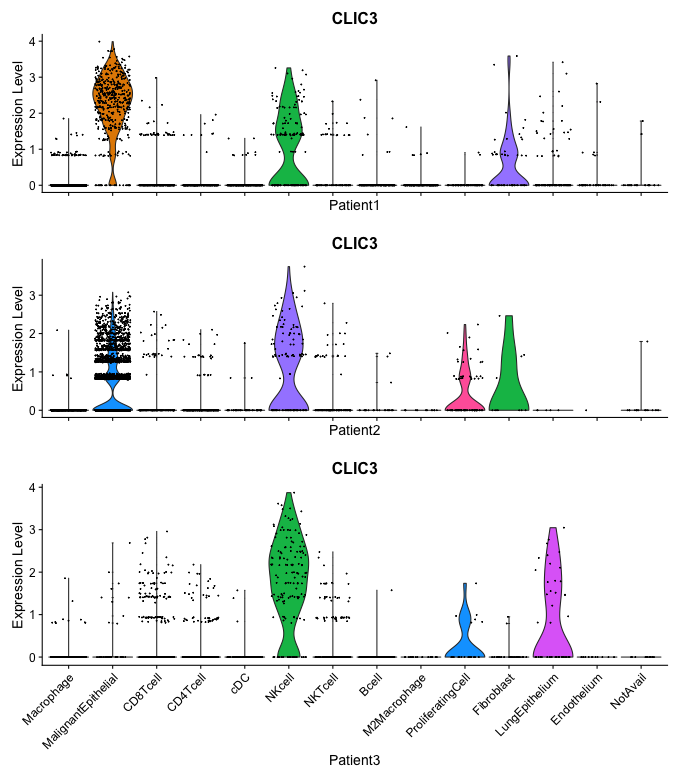 CLIC3
Expression Level
4
3
2
1
0
Patient1
CLIC3
Expression Level
3
2
1
0
Patient2
CLIC3
Expression Level
4
3
2
1
0
Macrophage
MalignantEpithelial
CD8Tcell
CD4Tcell
cDC
NKcell
NKTcell
Bcell
M2Macrophage
ProliferatingCell
Fibroblast
LungEpithelium
Endothelium
NotAvail
Patient3